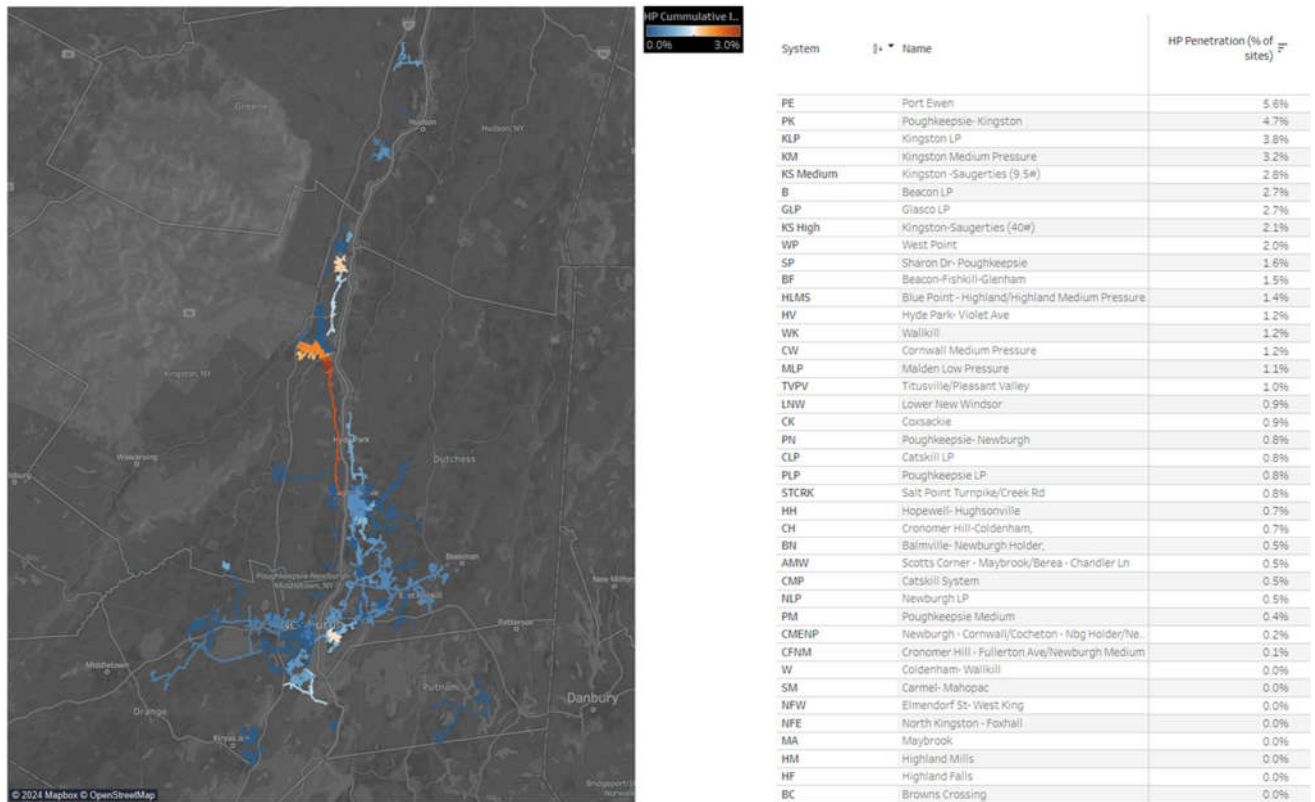 HP Cummulative I..
0.0% 3.0%
Greene
Hudson
Hudson, NY
Kingston, NY
Hyde Park
Wawarsing
Dutchess
Beekman
New Milford
Poughkeepsie-Newburgh-
Middletown, NY
Patterson
Middletown
Putnam
Danbury
Orange
Bridgeport
Norwalk
© 2024 Mapbox © OpenStreetMap
System Name HP Penetration (% of
sites)
PE Port Ewen 5.6%
PK Poughkeepsie- Kingston 4.7%
KLP Kingston LP 3.8%
KM Kingston Medium Pressure 3.2%
KS Medium Kingston -Saugerties (9.5#) 2.8%
B Beacon LP 2.7%
GLP Glasco LP 2.7%
KS High Kingston-Saugerties (40#) 2.1%
WP West Point 2.0%
SP Sharon Dr- Poughkeepsie 1.6%
BF Beacon-Fishkill-Glenham 1.5%
HLMS Blue Point - Highland/Highland Medium Pressure 1.4%
HV Hyde Park- Violet Ave 1.2%
WK Wallkill 1.2%
CW Cornwall Medium Pressure 1.2%
MLP Malden Low Pressure 1.1%
TVPV Titusville/Pleasant Valley 1.0%
LNW Lower New Windsor 0.9%
CK Coxsackie 0.9%
PN Poughkeepsie- Newburgh 0.8%
CLP Catskill LP 0.8%
PLP Poughkeepsie LP 0.8%
STCRK Salt Point Turnpike/Creek Rd 0.8%
HH Hopewell- Hughsonville 0.7%
CH Cronomer Hill-Coldenham, 0.7%
BN Balmville- Newburgh Holder, 0.5%
AMW Scotts Corner - Maybrook/Berea - Chandler Ln 0.5%
CMP Catskill System 0.5%
NLP Newburgh LP 0.5%
PM Poughkeepsie Medium 0.4%
CMENP Newburgh - Cornwall/Cocheton - Nbg Holder/Ne.. 0.2%
CFNM Cronomer Hill - Fullerton Ave/Newburgh Medium 0.1%
W Coldenham- Wallkill 0.0%
SM Carmel- Mahopac 0.0%
NFW Elmendorf St- West King 0.0%
NFE North Kingston - Foxhall 0.0%
MA Maybrook 0.0%
HM Highland Mills 0.0%
HF Highland Falls 0.0%
BC Browns Crossing 0.0%